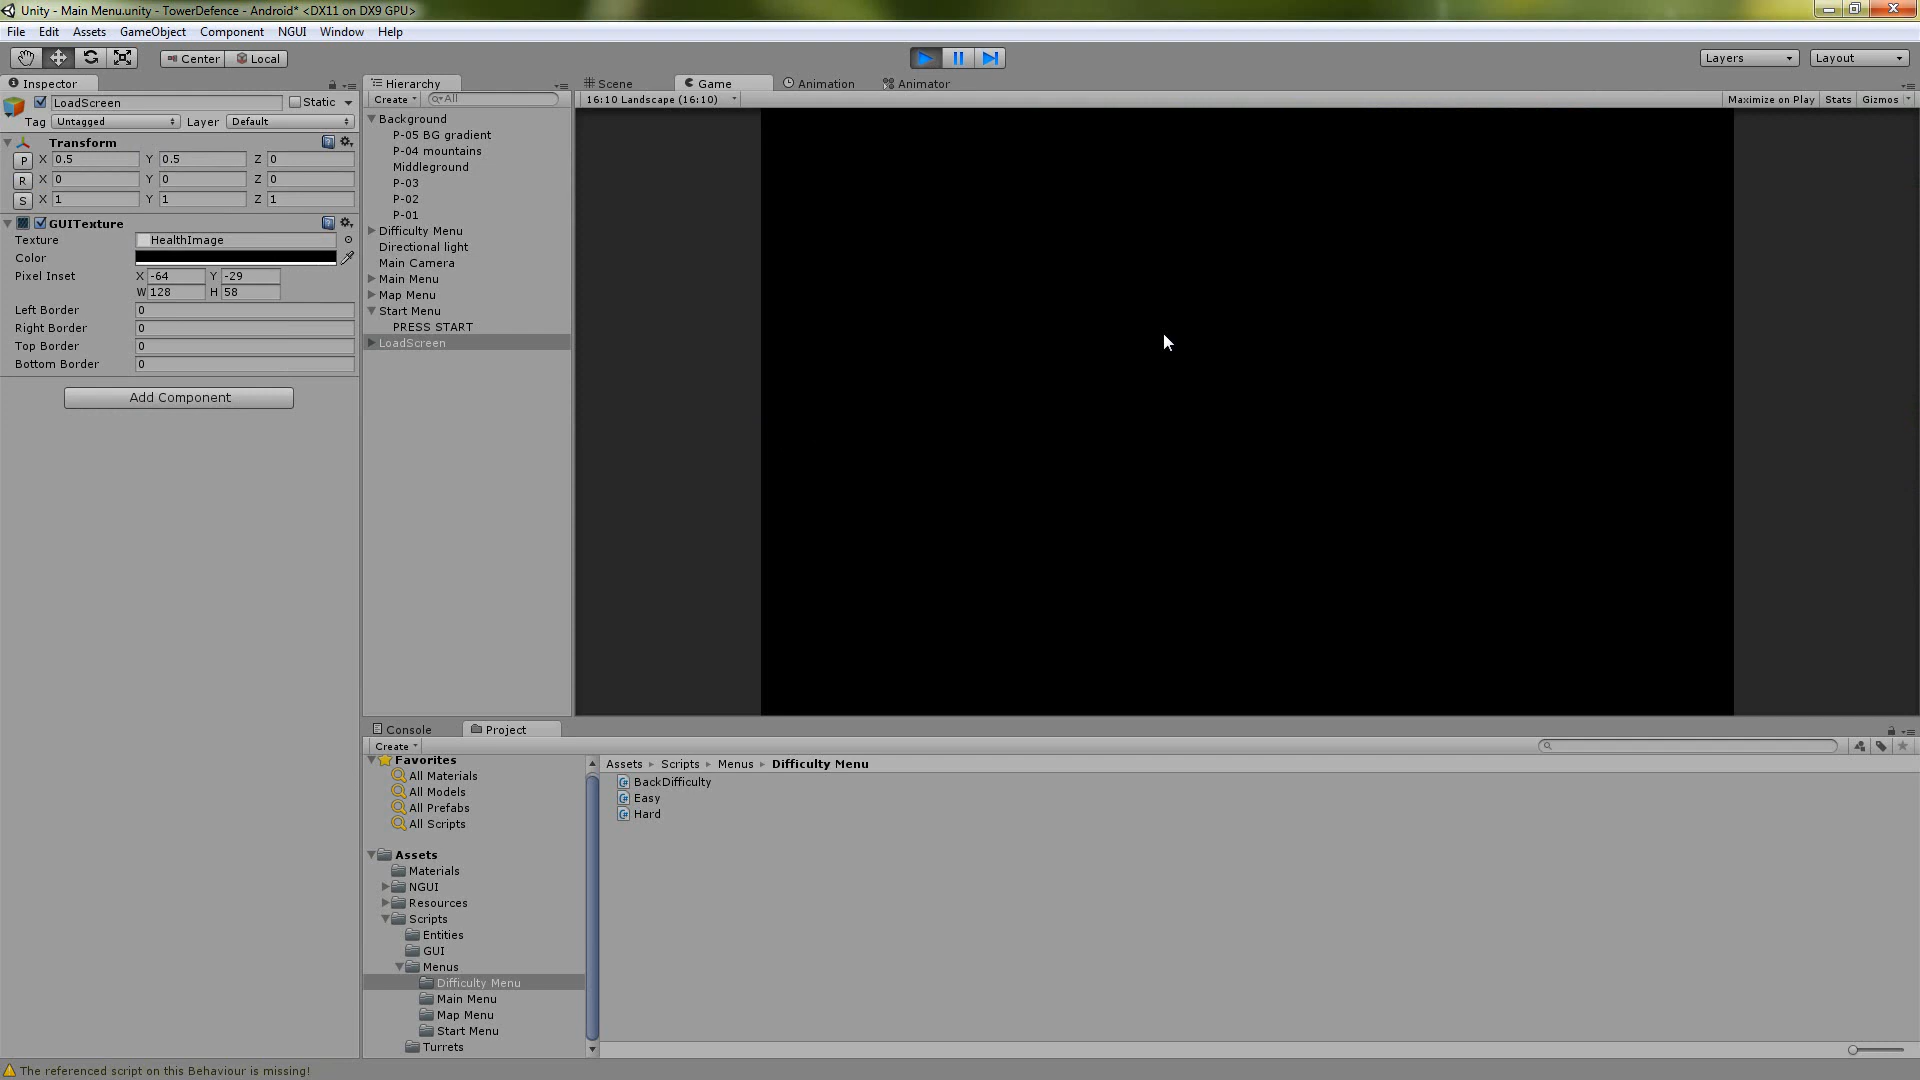 Unity - Main Menu.unity - TowerDefence - Android* <DX11 on DX9 GPU>
File Edit Assets GameObject Component NGUI Window Help
Center Local
Layers Layout
Inspector
LoadScreen Static
Tag Untagged Layer Default
Transform
P X 0.5 Y 0.5 Z 0
R X 0 Y 0 Z 0
S X 1 Y 1 Z 1
GUITexture
Texture HealthImage
Color
Pixel Inset X -64 Y -29
W 128 H 58
Left Border 0
Right Border 0
Top Border 0
Bottom Border 0
Add Component
Hierarchy
Create All
Background
P-05 BG gradient
P-04 mountains
Middleground
P-03
P-02
P-01
Difficulty Menu
Directional light
Main Camera
Main Menu
Map Menu
Start Menu
PRESS START
LoadScreen
Scene Game Animation Animator
16:10 Landscape (16:10) Maximize on Play Stats Gizmos
Console Project
Create
Favorites
All Materials
All Models
All Prefabs
All Scripts
Assets
Materials
NGUI
Resources
Scripts
Entities
GUI
Menus
Difficulty Menu
Main Menu
Map Menu
Start Menu
Turrets
Assets Scripts Menus Difficulty Menu
BackDifficulty
Easy
Hard
The referenced script on this Behaviour is missing!